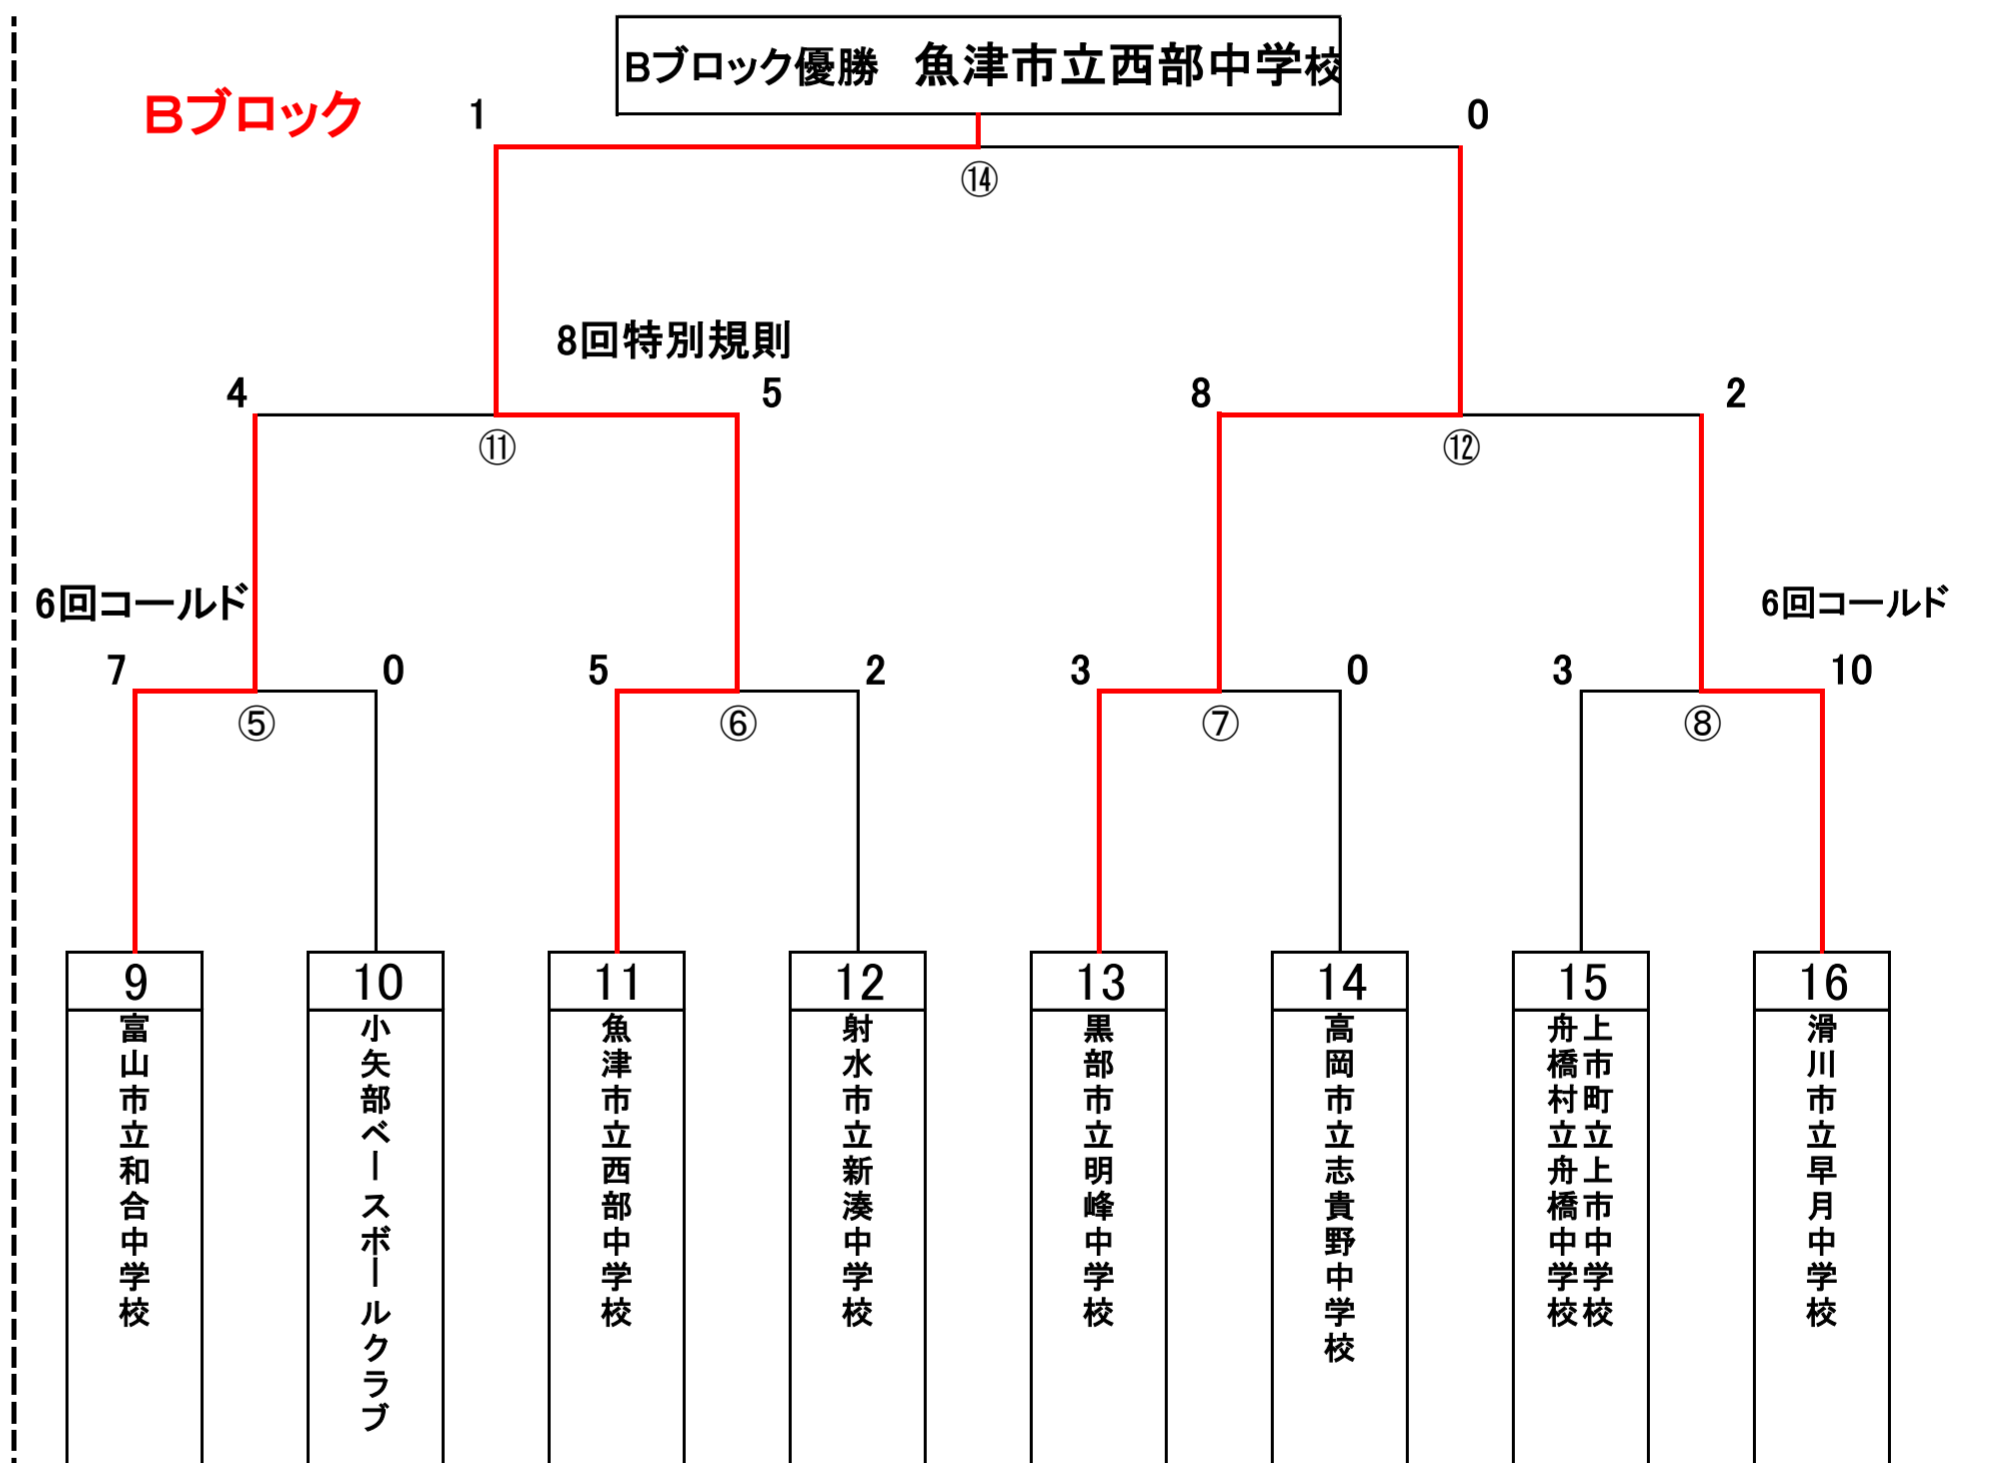 Bブロック優勝　魚津市立西部中学校
Bブロック
1
0
⑭
8回特別規則
4
5
8
2
⑪
⑫
6回コールド
6回コールド
7
0
5
2
3
0
3
10
⑤
⑥
⑦
⑧
9
10
11
12
13
14
15
16
富山市立和合中学校
小矢部ベースボールクラブ
魚津市立西部中学校
射水市立新湊中学校
黒部市立明峰中学校
高岡市立志貴野中学校
上市町立上市中学校
舟橋村立舟橋中学校
滑川市立早月中学校